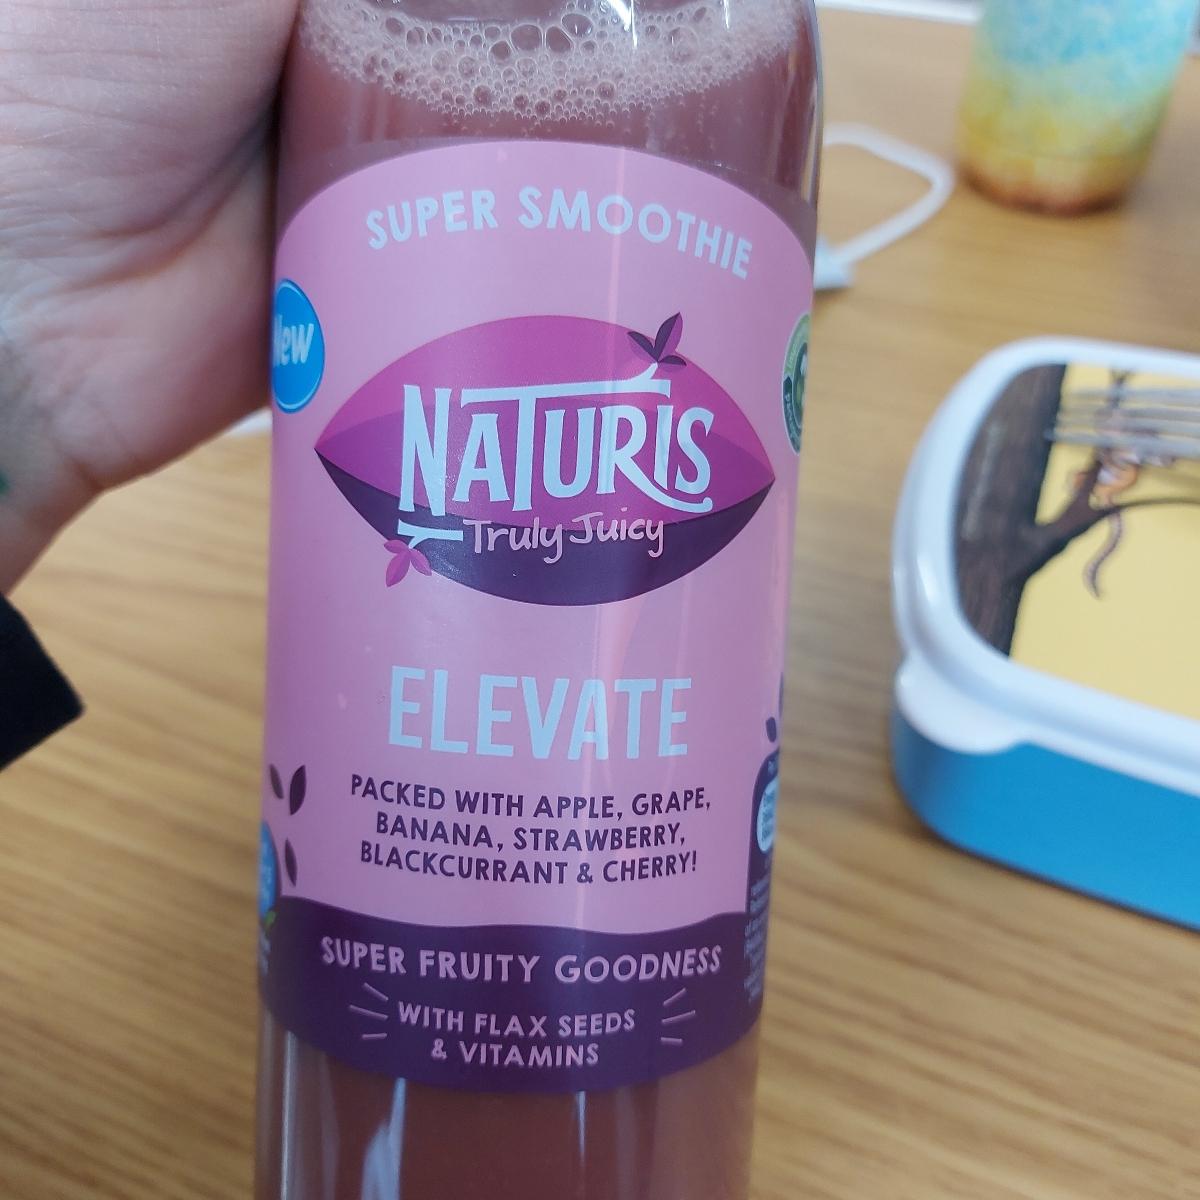 SUPER SMOOTHIE
New
NATURIS
Truly Juicy
ELEVATE
PACKED WITH APPLE, GRAPE,
BANANA, STRAWBERRY,
BLACKCURRANT & CHERRY!
SUPER FRUITY GOODNESS
WITH FLAX SEEDS
& VITAMINS